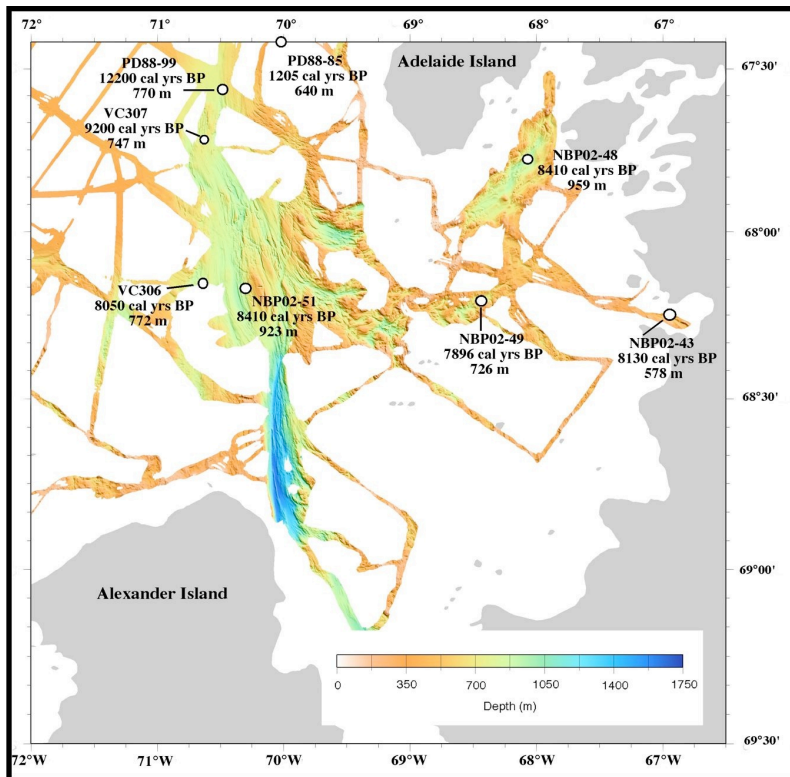 72°
71°
70°
69°
68°
67°
PD88-99
12200 cal yrs BP
770 m
PD88-85
1205 cal yrs BP
640 m
Adelaide Island
67°30'
VC307
9200 cal yrs BP
747 m
NBP02-48
8410 cal yrs BP
959 m
68°00'
VC306
8050 cal yrs BP
772 m
NBP02-51
8410 cal yrs BP
923 m
NBP02-49
7896 cal yrs BP
726 m
NBP02-43
8130 cal yrs BP
578 m
68°30'
69°00'
Alexander Island
0 350 700 1050 1400 1750
Depth (m)
69°30'
72°W 71°W 70°W 69°W 68°W 67°W